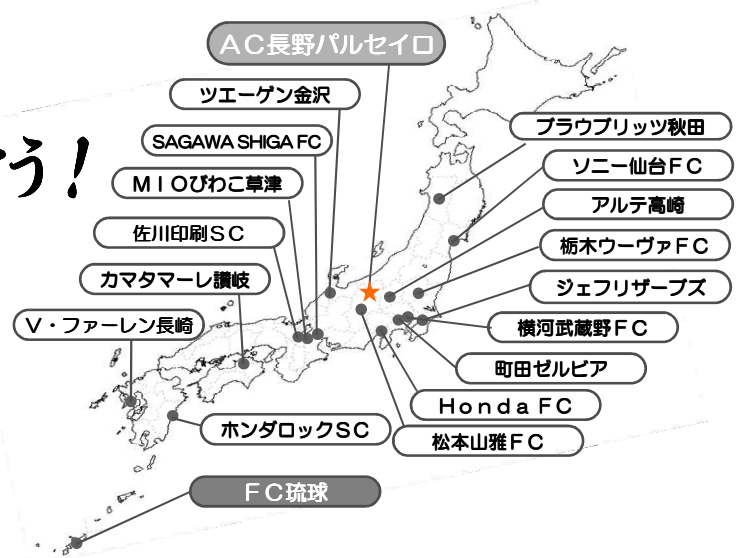 AC長野パルセイロ
ツエーゲン金沢
SAGAWA SHIGA FC
MIOびわこ草津
佐川印刷SC
カマタマーレ讃岐
V・ファーレン長崎
ブラウブリッツ秋田
ソニー仙台FC
アルテ高崎
栃木ウーヴァFC
ジェフリザーブズ
横河武蔵野FC
町田ゼルビア
Honda FC
松本山雅FC
ホンダロックSC
FC琉球
う!